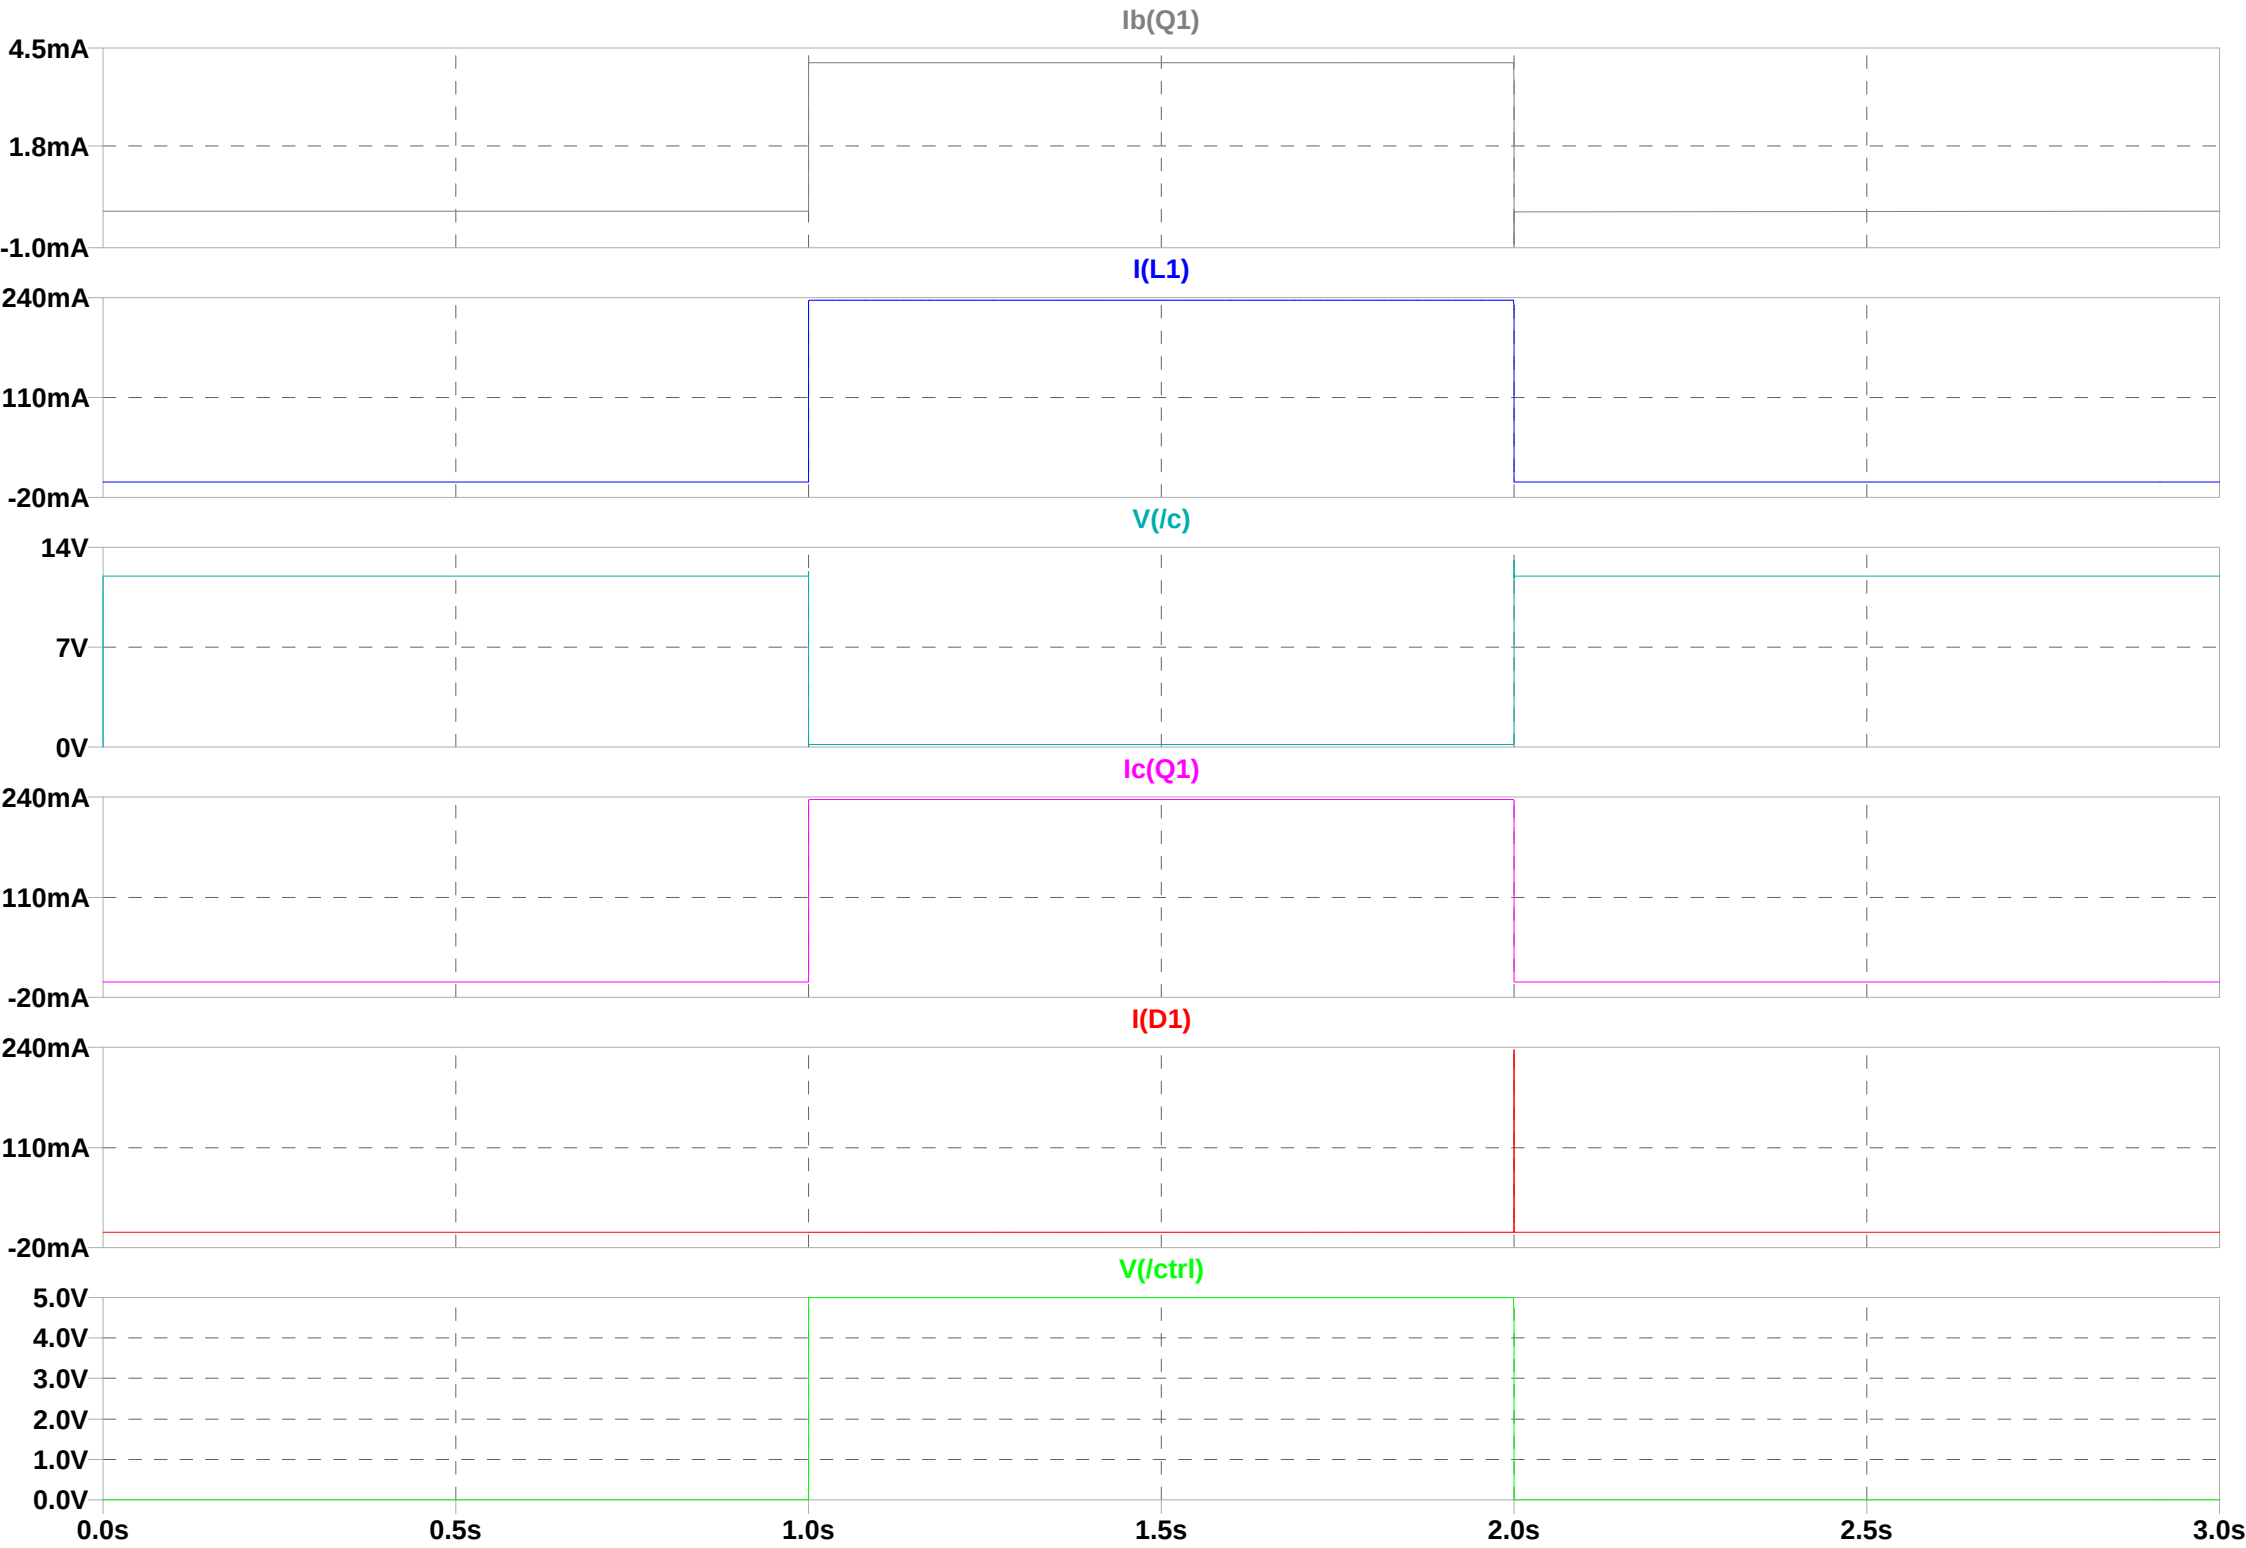 Ib(Q1)
4.5mA
1.8mA
-1.0mA
I(L1)
240mA
110mA
-20mA
V(/c)
14V
7V
0V
Ic(Q1)
240mA
110mA
-20mA
I(D1)
240mA
110mA
-20mA
V(/ctrl)
5.0V
4.0V
3.0V
2.0V
1.0V
0.0V
0.0s 0.5s 1.0s 1.5s 2.0s 2.5s 3.0s